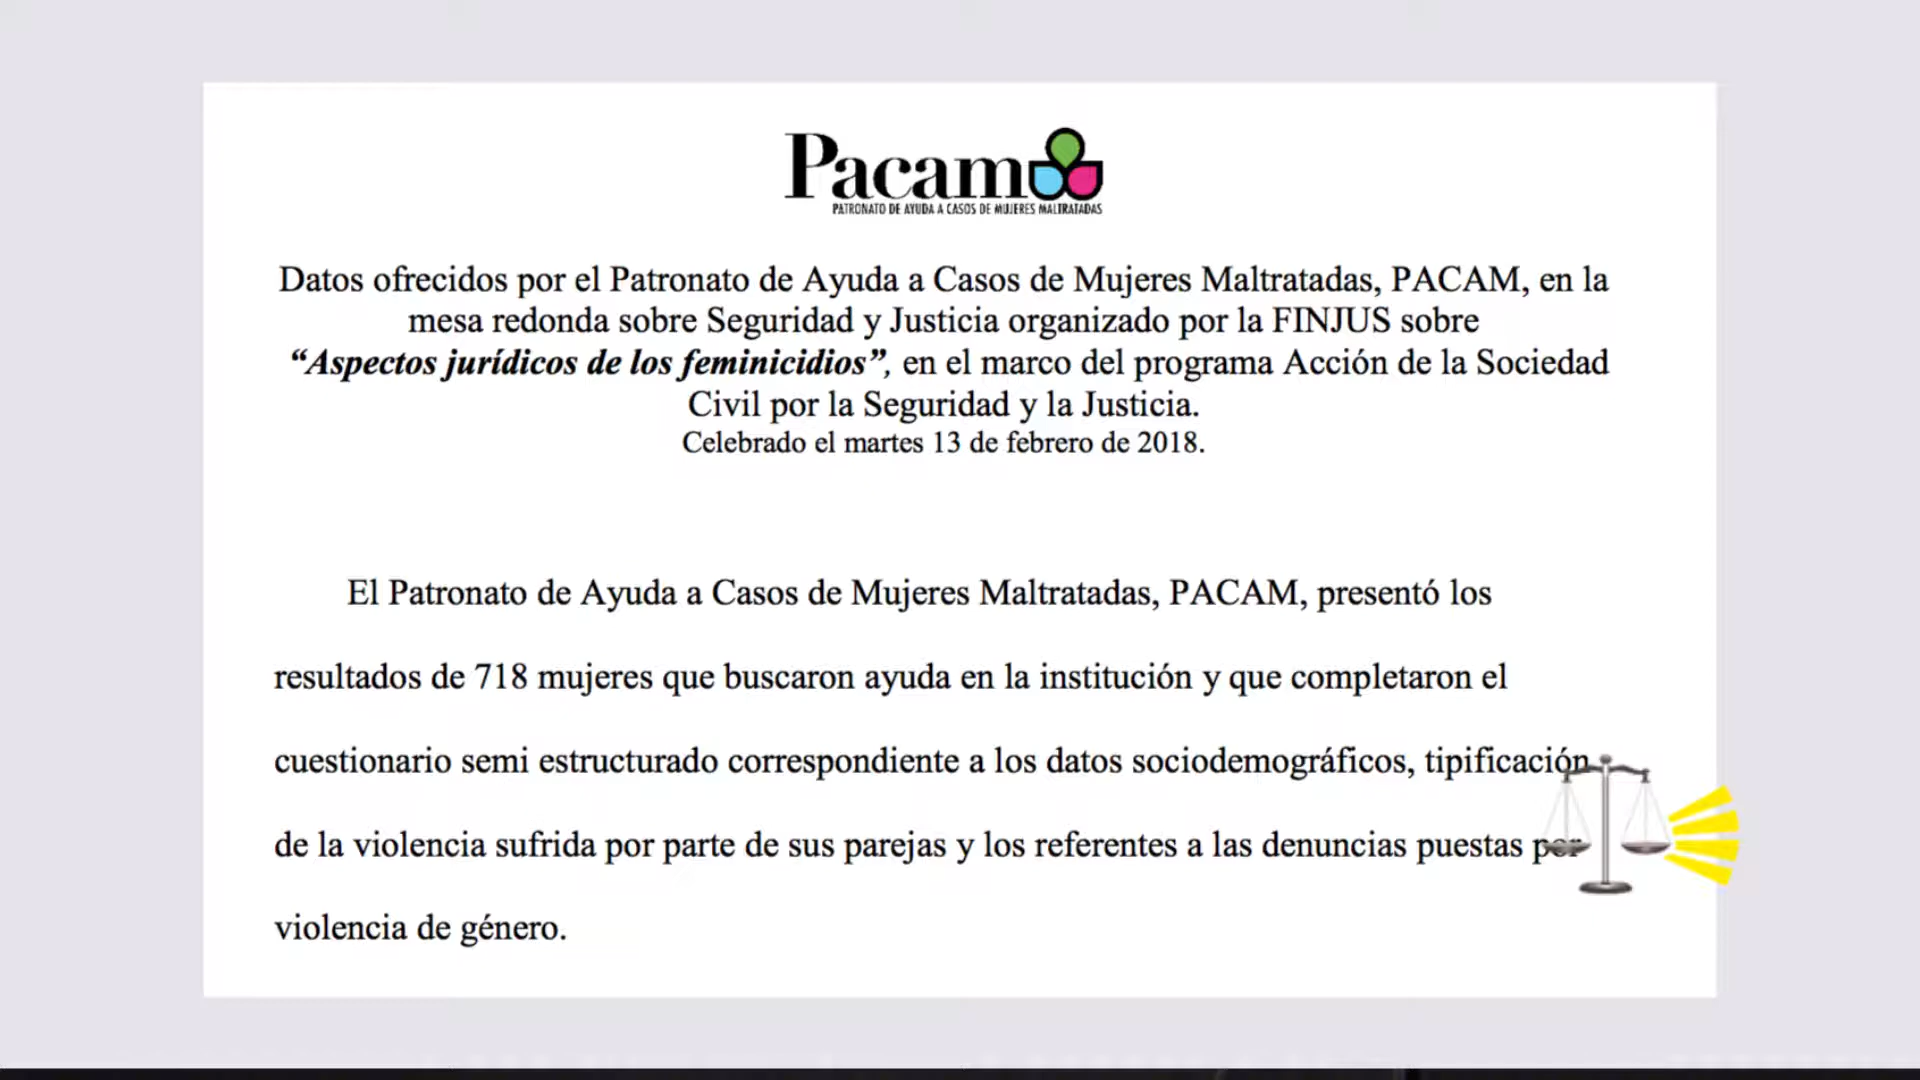 Pacam
PATRONATO DE AYUDA A CASOS DE MUJERES MALTRATADAS
Datos ofrecidos por el Patronato de Ayuda a Casos de Mujeres Maltratadas, PACAM, en la
mesa redonda sobre Seguridad y Justicia organizado por la FINJUS sobre
“Aspectos jurídicos de los feminicidios”, en el marco del programa Acción de la Sociedad
Civil por la Seguridad y la Justicia.
Celebrado el martes 13 de febrero de 2018.
El Patronato de Ayuda a Casos de Mujeres Maltratadas, PACAM, presentó los
resultados de 718 mujeres que buscaron ayuda en la institución y que completaron el
cuestionario semi estructurado correspondiente a los datos sociodemográficos, tipificación
de la violencia sufrida por parte de sus parejas y los referentes a las denuncias puestas por
violencia de género.